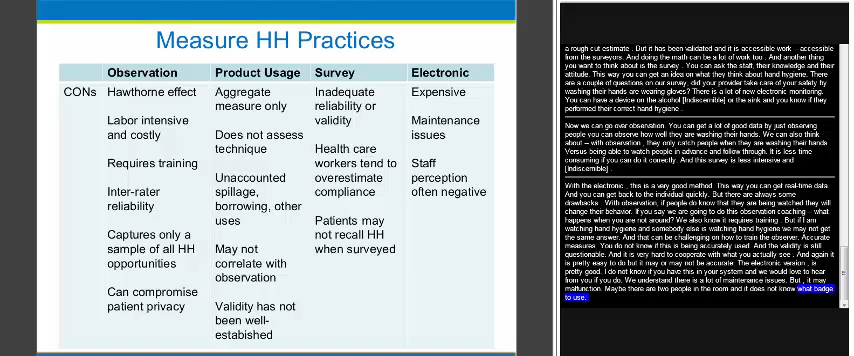 Measure HH Practices
Observation Product Usage Survey Electronic
CONs
Hawthorne effect
Labor intensive
and costly
Requires training
Inter-rater
reliability
Captures only a
sample of all HH
opportunities
Can compromise
patient privacy
Aggregate
measure only
Does not assess
technique
Unaccounted
spillage,
borrowing, other
uses
May not
correlate with
observation
Validity has not
been well-
estabished
Inadequate
reliability or
validity
Health care
workers tend to
overestimate
compliance
Patients may
not recall HH
when surveyed
Expensive
Maintenance
issues
Staff
perception
often negative
a rough cut estimate . But it has been validated and it is accessible work -- accessible
from the surveyors. And doing the math can be a lot of work too . And another thing
you want to think about is the survey . You can ask the staff, their knowledge and their
attitude. This way you can get an idea on what they think about hand hygiene. There
are a couple of questions on our survey, did your provider take care of your safety by
washing their hands are wearing gloves? There is a lot of new electronic monitoring.
You can have a device on the alcohol [Indiscernible] or the sink and you know if they
performed their correct hand hygiene .
Now we can go over observation. You can get a lot of good data by just observing
people you can observe how well they are washing their hands. We can also think
about -- with observation , they only catch people when they are washing their hands
Versus being able to watch people in advance and follow through. It is less time
consuming if you can do it correctly. And this survey is less intensive and
[Indiscernible] .
With the electronic , this is a very good method. This way you can get real-time data.
And you can get back to the individual quickly. But there are always some
drawbacks . With observation, if people do know that they are being watched they will
change their behavior. If you say we are going to do this observation coaching -- what
happens when you are not around? We also know it requires training . But if I am
watching hand hygiene and somebody else is watching hand hygiene we may not get
the same answer. And that can be challenging on how to train the observer. Accurate
measures. You do not know if this is being accurately used. And the validity is still
questionable. And it is very hard to cooperate with what you actually see . And again it
is pretty easy to do but it may or may not be accurate. The electronic version , is
pretty good. I do not know if you have this in your system and we would love to hear
from you if you do. We understand there is a lot of maintenance issues. But , it may
malfunction. Maybe there are two people in the room and it does not know what badge
to use.